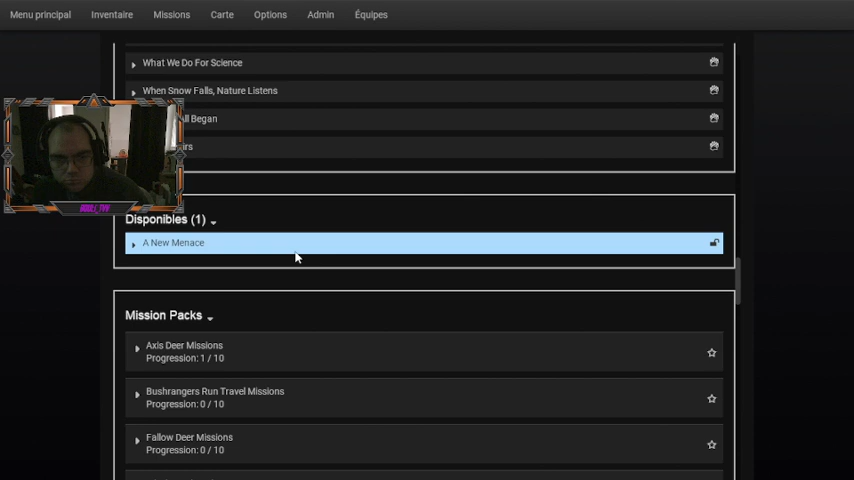 Menu principal Inventaire Missions Carte Options Admin Équipes
What We Do For Science
When Snow Falls, Nature Listens
All Began
Disponibles (1)
A New Menace
Mission Packs
Axis Deer Missions
Progression: 1 / 10
Bushrangers Run Travel Missions
Progression: 0 / 10
Fallow Deer Missions
Progression: 0 / 10